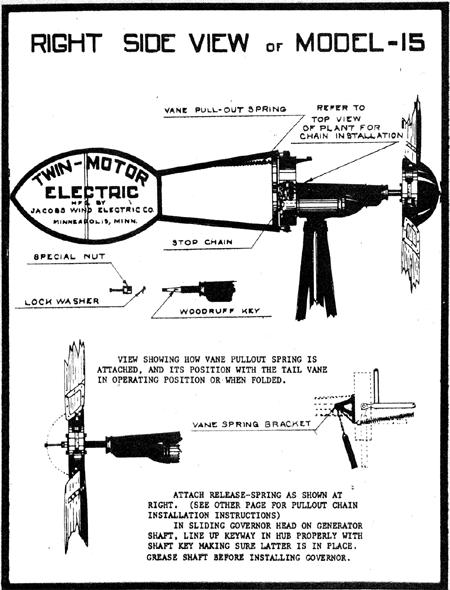 RIGHT SIDE VIEW OF MODEL-15
VANE PULL-OUT SPRING
REFER TO
TOP VIEW
OF PLANT FOR
CHAIN INSTALLATION
TWIN-MOTOR
ELECTRIC
MFG. BY
JACOBS WIND ELECTRIC CO.
MINNEAPOLIS, MINN.
STOP CHAIN
SPECIAL NUT
LOCK WASHER
WOODRUFF KEY
VIEW SHOWING HOW VANE PULLOUT SPRING IS
ATTACHED, AND ITS POSITION WITH THE TAIL VANE
IN OPERATING POSITION OR WHEN FOLDED.
VANE SPRING BRACKET
ATTACH RELEASE-SPRING AS SHOWN AT
RIGHT. (SEE OTHER PAGE FOR PULLOUT CHAIN
INSTALLATION INSTRUCTIONS)
IN SLIDING GOVERNOR HEAD ON GENERATOR
SHAFT, LINE UP KEYWAY IN HUB PROPERLY WITH
SHAFT KEY MAKING SURE LATTER IS IN PLACE.
GREASE SHAFT BEFORE INSTALLING GOVERNOR.